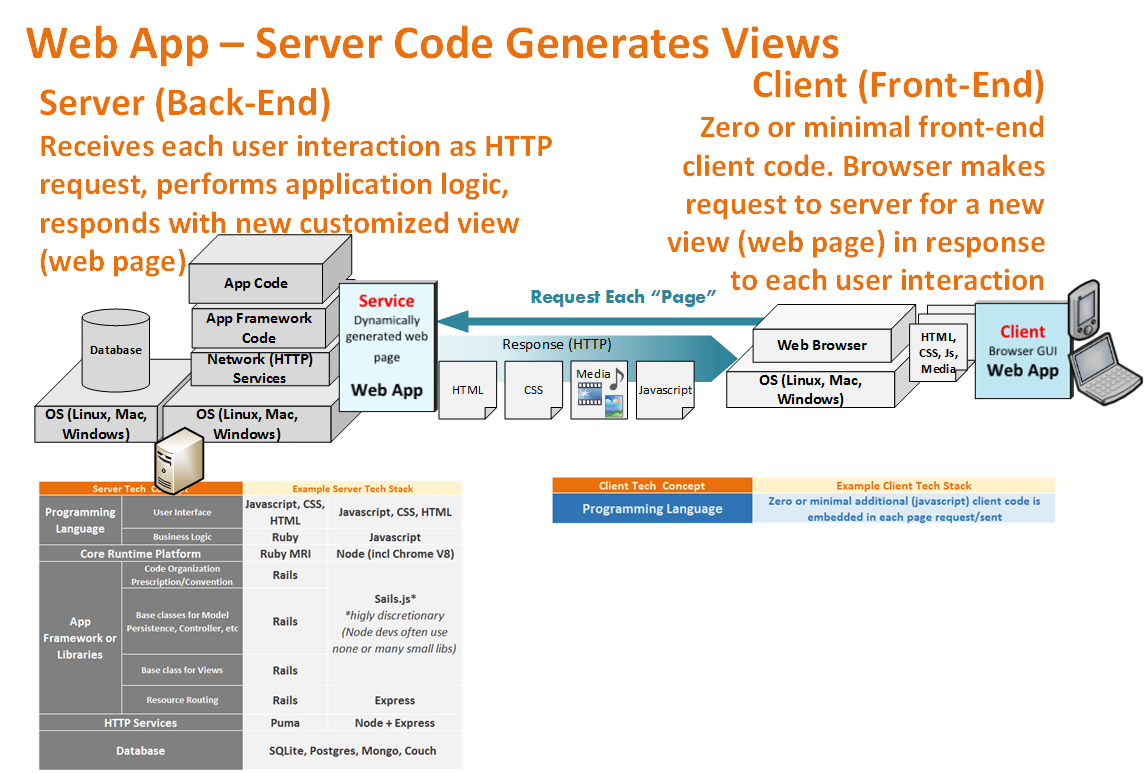 Web App – Server Code Generates Views
Server (Back-End)
Receives each user interaction as HTTP
request, performs application logic,
responds with new customized view
(web page)
Client (Front-End)
Zero or minimal front-end
client code. Browser makes
request to server for a new
view (web page) in response
to each user interaction
App Code
App Framework
Code
Network (HTTP)
Services
Database
OS (Linux, Mac,
Windows)
OS (Linux, Mac,
Windows)
Service
Dynamically
generated web
page
Web App
Request Each “Page”
Response (HTTP)
HTML
CSS
Media
Javascript
Web Browser
OS (Linux, Mac,
Windows)
HTML,
CSS, Js,
Media
Client
Browser GUI
Web App
Server Tech
Example Server Tech Stack
Programming
Language
User Interface
Javascript, CSS,
HTML
Javascript, CSS, HTML
Business Logic
Ruby
Javascript
Core Runtime Platform
Ruby MRI
Node (incl Chrome V8)
App
Framework or
Libraries
Code Organization
Prescription/Convention
Rails
Base classes for Model
Persistence, Controller, etc
Rails
Sails.js*
*higly discretionary
(Node devs often use
none or many small libs)
Base class for Views
Rails
Resource Routing
Rails
Express
HTTP Services
Puma
Node + Express
Database
SQLite, Postgres, Mongo, Couch
Client Tech Concept
Example Client Tech Stack
Programming Language
Zero or minimal additional (javascript) client code is
embedded in each page request/sent